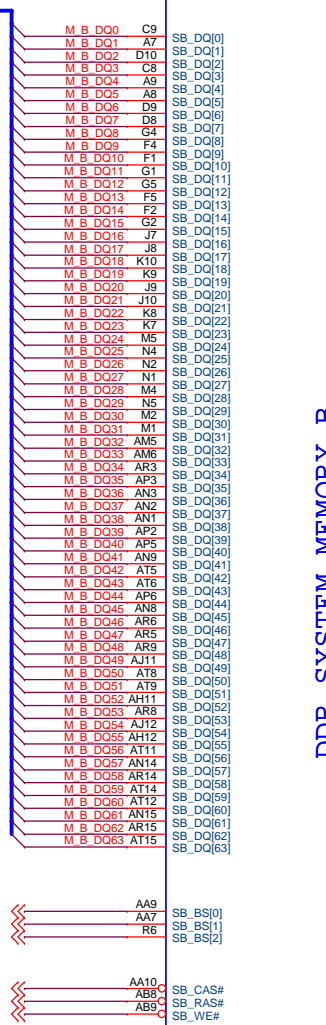 M_B_DQ0 C9 SB_DQ[0]
M_B_DQ1 A7 SB_DQ[1]
M_B_DQ2 D10 SB_DQ[2]
M_B_DQ3 C8 SB_DQ[3]
M_B_DQ4 A9 SB_DQ[4]
M_B_DQ5 A8 SB_DQ[5]
M_B_DQ6 D9 SB_DQ[6]
M_B_DQ7 D8 SB_DQ[7]
M_B_DQ8 G4 SB_DQ[8]
M_B_DQ9 F4 SB_DQ[9]
M_B_DQ10 F1 SB_DQ[10]
M_B_DQ11 G1 SB_DQ[11]
M_B_DQ12 G5 SB_DQ[12]
M_B_DQ13 F5 SB_DQ[13]
M_B_DQ14 F2 SB_DQ[14]
M_B_DQ15 G2 SB_DQ[15]
M_B_DQ16 J7 SB_DQ[16]
M_B_DQ17 J8 SB_DQ[17]
M_B_DQ18 K10 SB_DQ[18]
M_B_DQ19 K9 SB_DQ[19]
M_B_DQ20 J9 SB_DQ[20]
M_B_DQ21 J10 SB_DQ[21]
M_B_DQ22 K8 SB_DQ[22]
M_B_DQ23 K7 SB_DQ[23]
M_B_DQ24 M5 SB_DQ[24]
M_B_DQ25 N4 SB_DQ[25]
M_B_DQ26 N2 SB_DQ[26]
M_B_DQ27 N1 SB_DQ[27]
M_B_DQ28 M4 SB_DQ[28]
M_B_DQ29 N5 SB_DQ[29]
M_B_DQ30 M2 SB_DQ[30]
M_B_DQ31 M1 SB_DQ[31]
M_B_DQ32 AM5 SB_DQ[32]
M_B_DQ33 AM6 SB_DQ[33]
M_B_DQ34 AR3 SB_DQ[34]
M_B_DQ35 AP3 SB_DQ[35]
M_B_DQ36 AN3 SB_DQ[36]
M_B_DQ37 AN2 SB_DQ[37]
M_B_DQ38 AN1 SB_DQ[38]
M_B_DQ39 AP2 SB_DQ[39]
M_B_DQ40 AP5 SB_DQ[40]
M_B_DQ41 AN9 SB_DQ[41]
M_B_DQ42 AT5 SB_DQ[42]
M_B_DQ43 AT6 SB_DQ[43]
M_B_DQ44 AP6 SB_DQ[44]
M_B_DQ45 AN8 SB_DQ[45]
M_B_DQ46 AR6 SB_DQ[46]
M_B_DQ47 AR5 SB_DQ[47]
M_B_DQ48 AR9 SB_DQ[48]
M_B_DQ49 AJ11 SB_DQ[49]
M_B_DQ50 AT8 SB_DQ[50]
M_B_DQ51 AT9 SB_DQ[51]
M_B_DQ52 AH11 SB_DQ[52]
M_B_DQ53 AR8 SB_DQ[53]
M_B_DQ54 AJ12 SB_DQ[54]
M_B_DQ55 AH12 SB_DQ[55]
M_B_DQ56 AT11 SB_DQ[56]
M_B_DQ57 AN14 SB_DQ[57]
M_B_DQ58 AR14 SB_DQ[58]
M_B_DQ59 AT14 SB_DQ[59]
M_B_DQ60 AT12 SB_DQ[60]
M_B_DQ61 AN15 SB_DQ[61]
M_B_DQ62 AR15 SB_DQ[62]
M_B_DQ63 AT15 SB_DQ[63]
AA9 SB_BS[0]
AA7 SB_BS[1]
R6 SB_BS[2]
AA10 SB_CAS#
AB8 SB_RAS#
AB9 SB_WE#
DDR SYSTEM MEMORY B